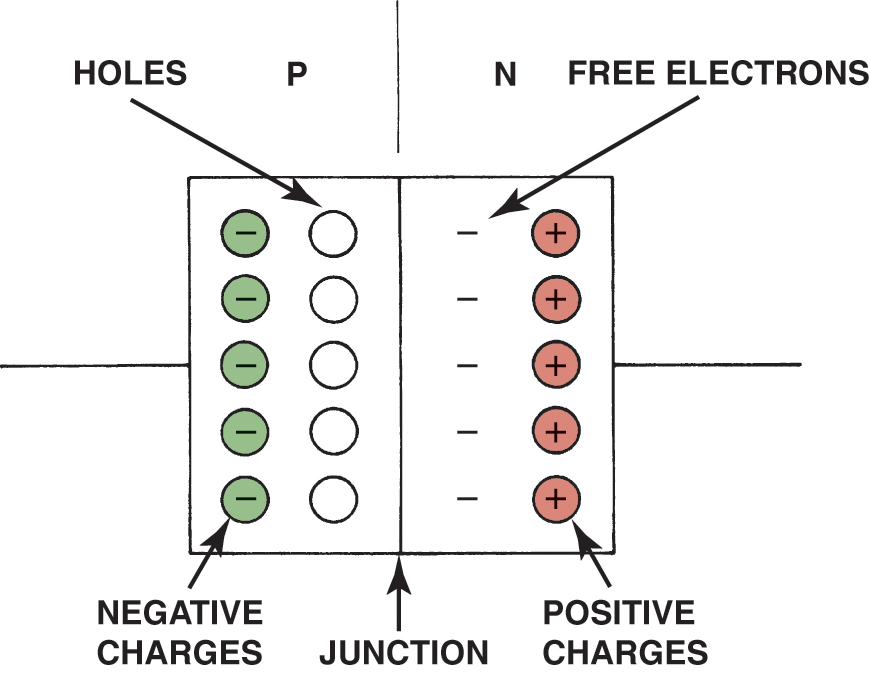 HOLES P N FREE ELECTRONS
− − +
− − +
− − +
− − +
− − +
NEGATIVE
CHARGES
JUNCTION
POSITIVE
CHARGES